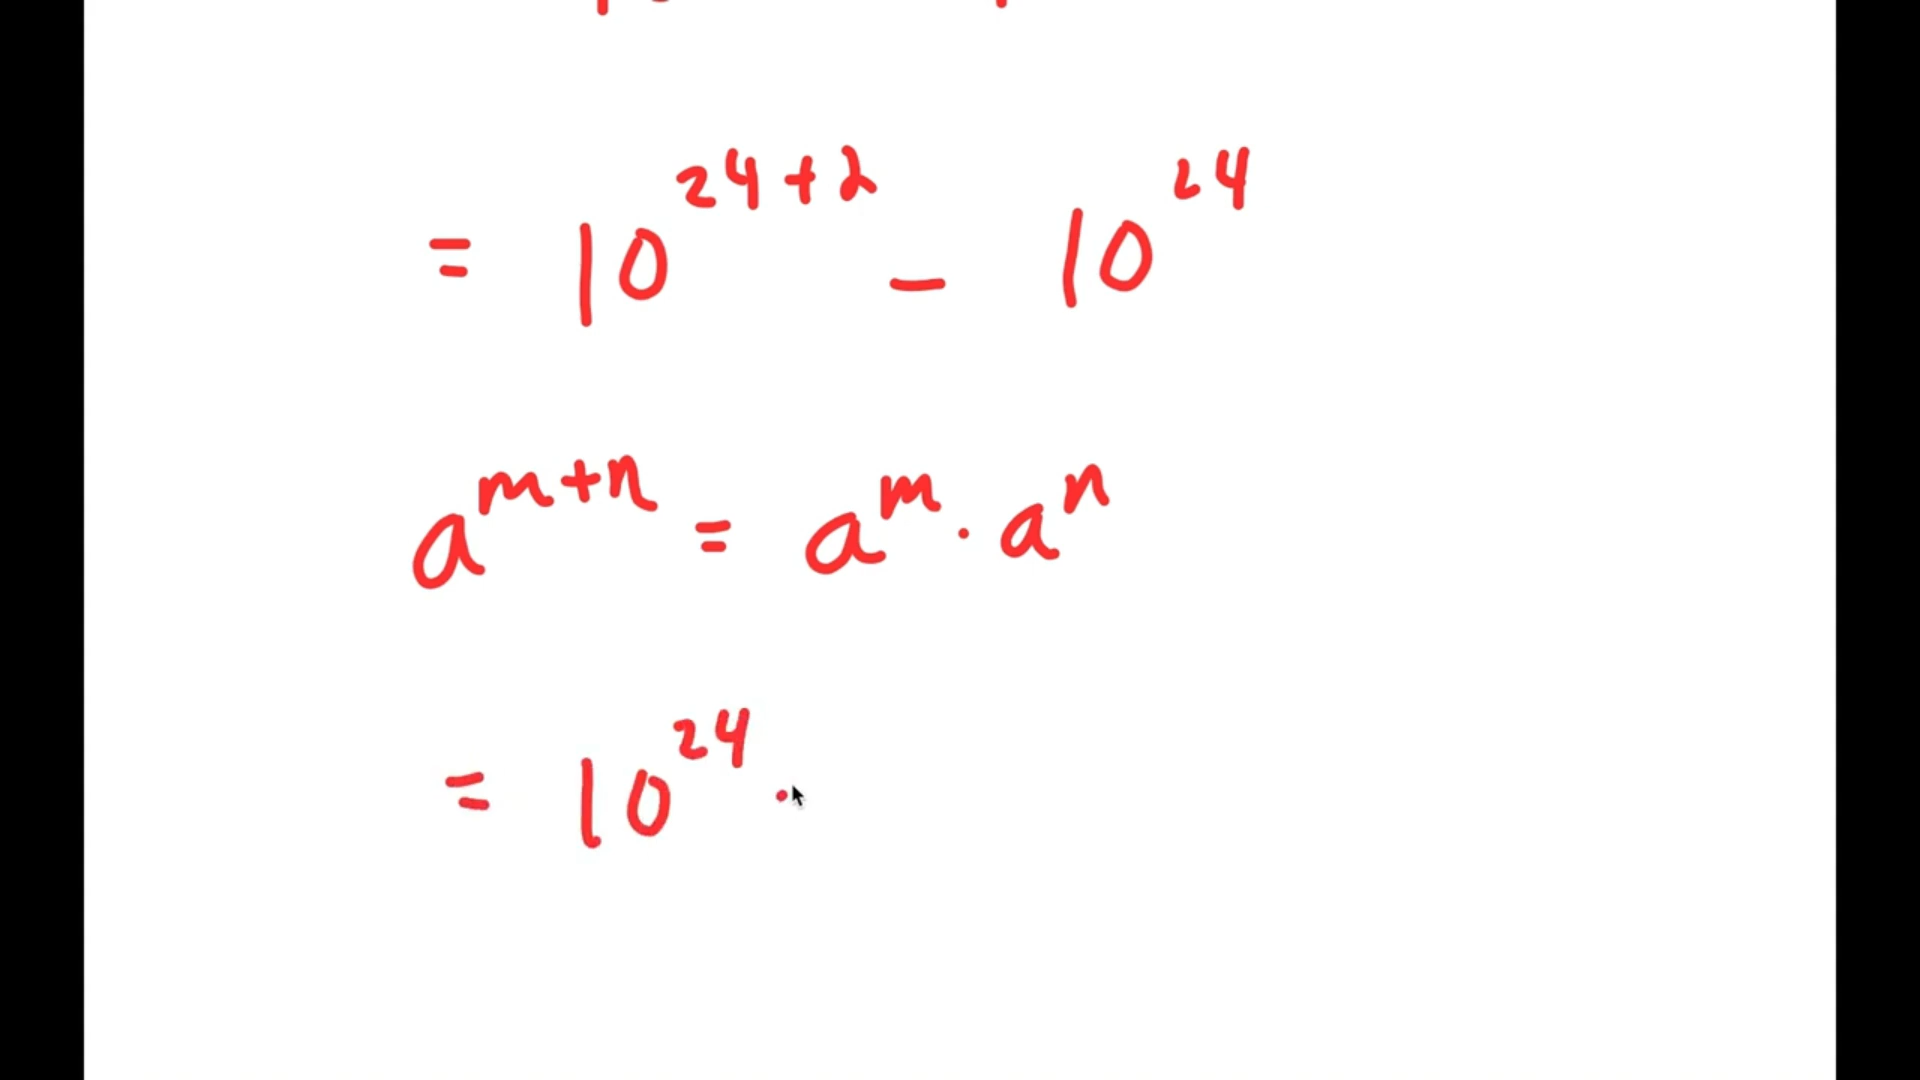 = 10^{24+2} - 10^{24}
a^{m+n} = a^m · a^n
= 10^{24} ·